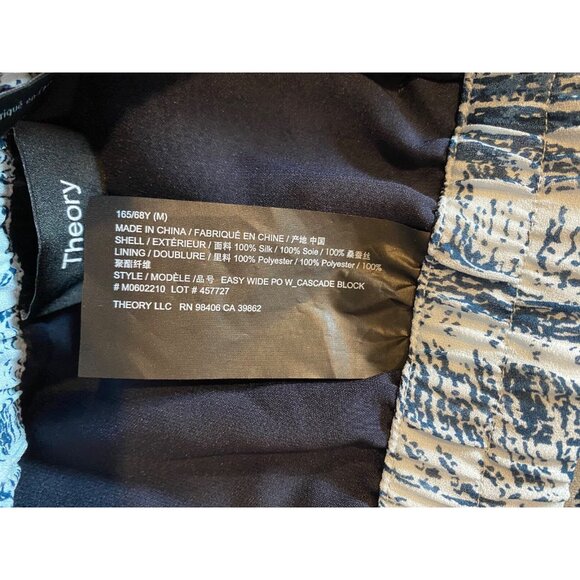 Theory
165/68Y (M)
MADE IN CHINA / FABRIQUÉ EN CHINE / 产地 中国
SHELL / EXTÉRIEUR / 面料 100% Silk / 100% Soie / 100% 桑蚕丝
LINING / DOUBLURE / 里料 100% Polyester / 100% Polyester / 100%
聚酯纤维
STYLE / MODÈLE /品号 EASY WIDE PO W_CASCADE BLOCK
# M0602210 LOT # 457727
THEORY LLC RN 98406 CA 39862